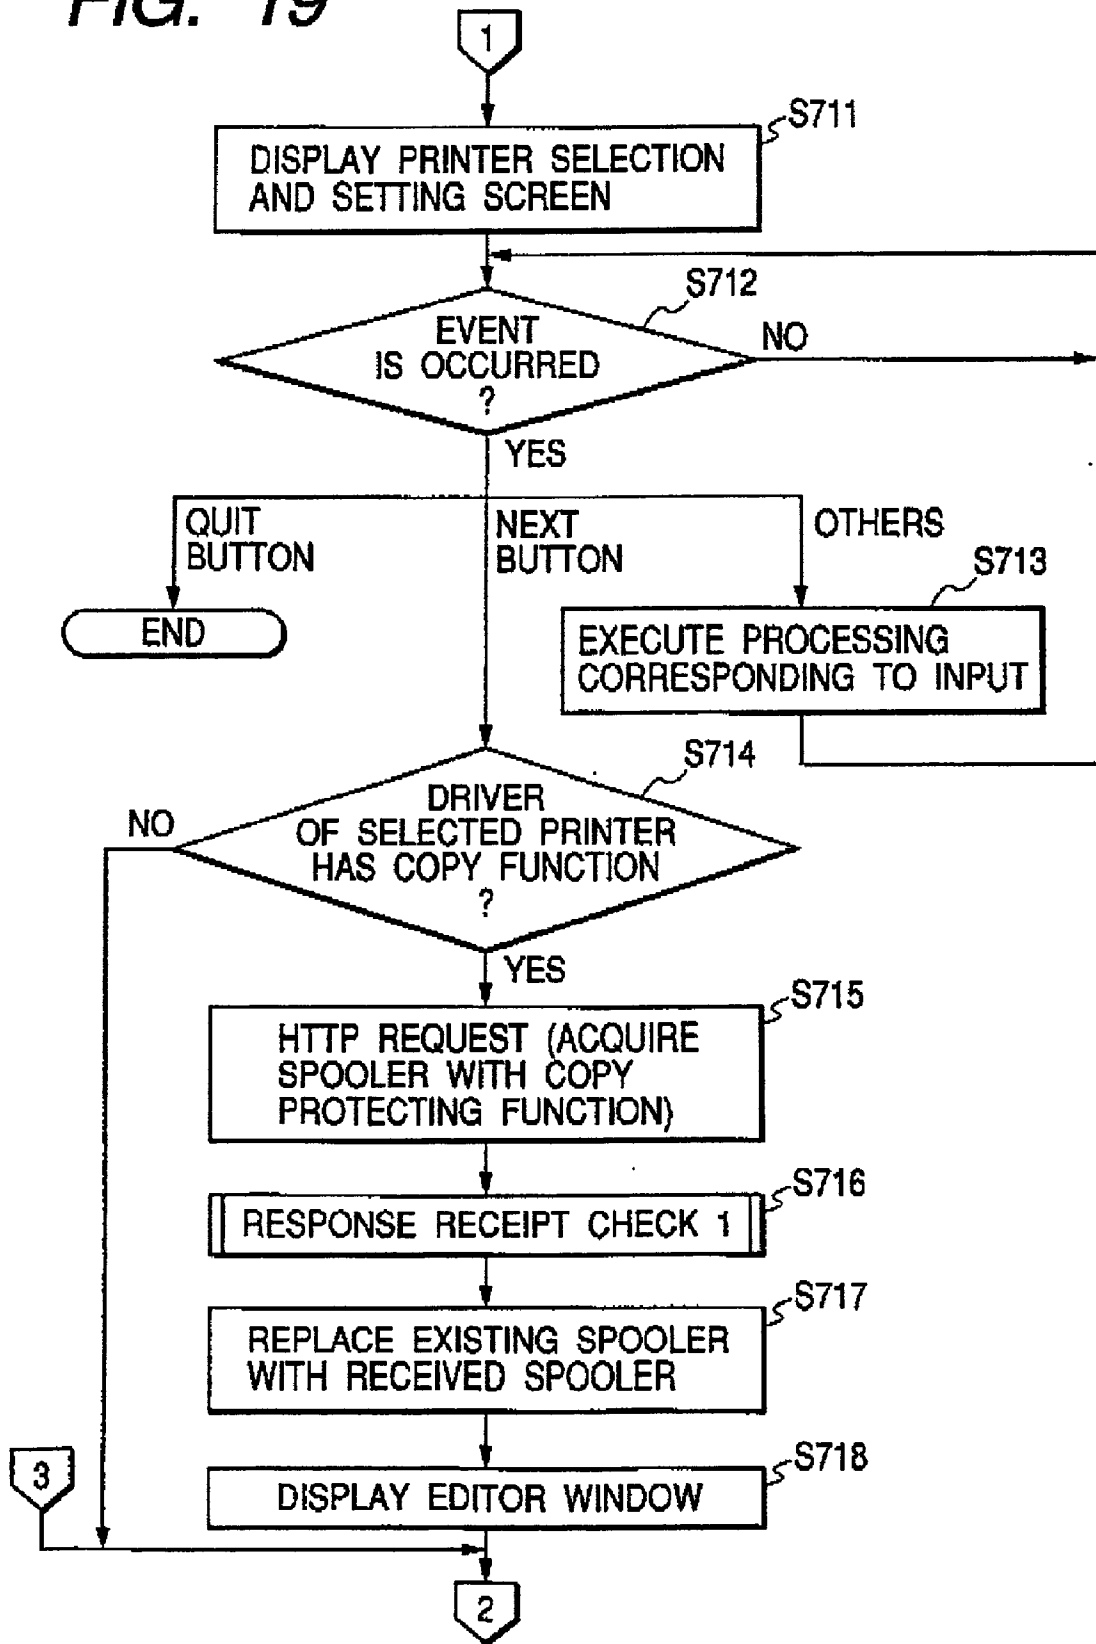 FIG. 19
1
S711
DISPLAY PRINTER SELECTION
AND SETTING SCREEN
S712
EVENT
IS OCCURRED
?
NO
YES
QUIT
BUTTON
NEXT
BUTTON
OTHERS
S713
END
EXECUTE PROCESSING
CORRESPONDING TO INPUT
S714
DRIVER
OF SELECTED PRINTER
HAS COPY FUNCTION
?
NO
YES
S715
HTTP REQUEST (ACQUIRE
SPOOLER WITH COPY
PROTECTING FUNCTION)
S716
RESPONSE RECEIPT CHECK 1
S717
REPLACE EXISTING SPOOLER
WITH RECEIVED SPOOLER
S718
DISPLAY EDITOR WINDOW
3
2